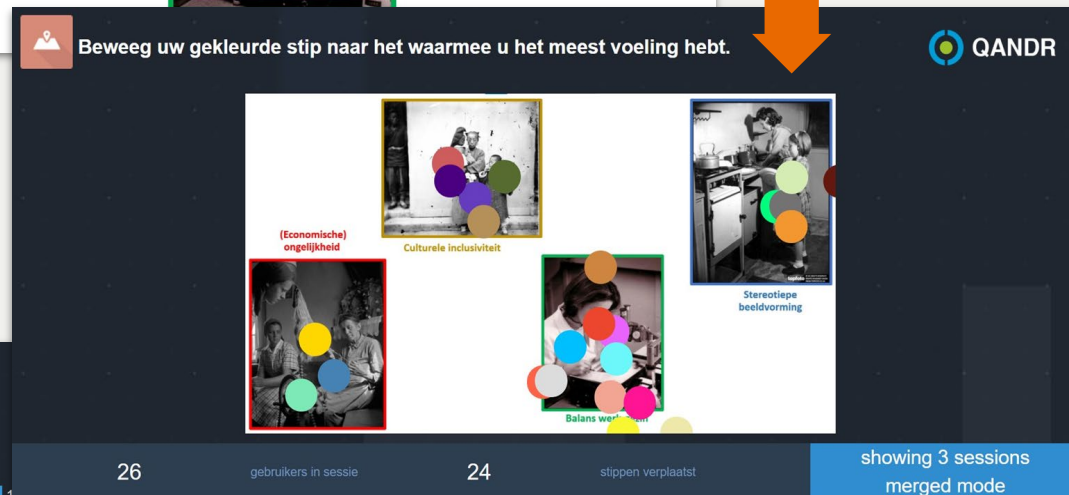 Beweeg uw gekleurde stip naar het waarmee u het meest voeling hebt.
QANDR
(Economische)
ongelijkheid
Culturele inclusiviteit
Stereotiepe
beeldvorming
Balans
26 gebruikers in sessie 24 stippen verplaatst
showing 3 sessions
merged mode